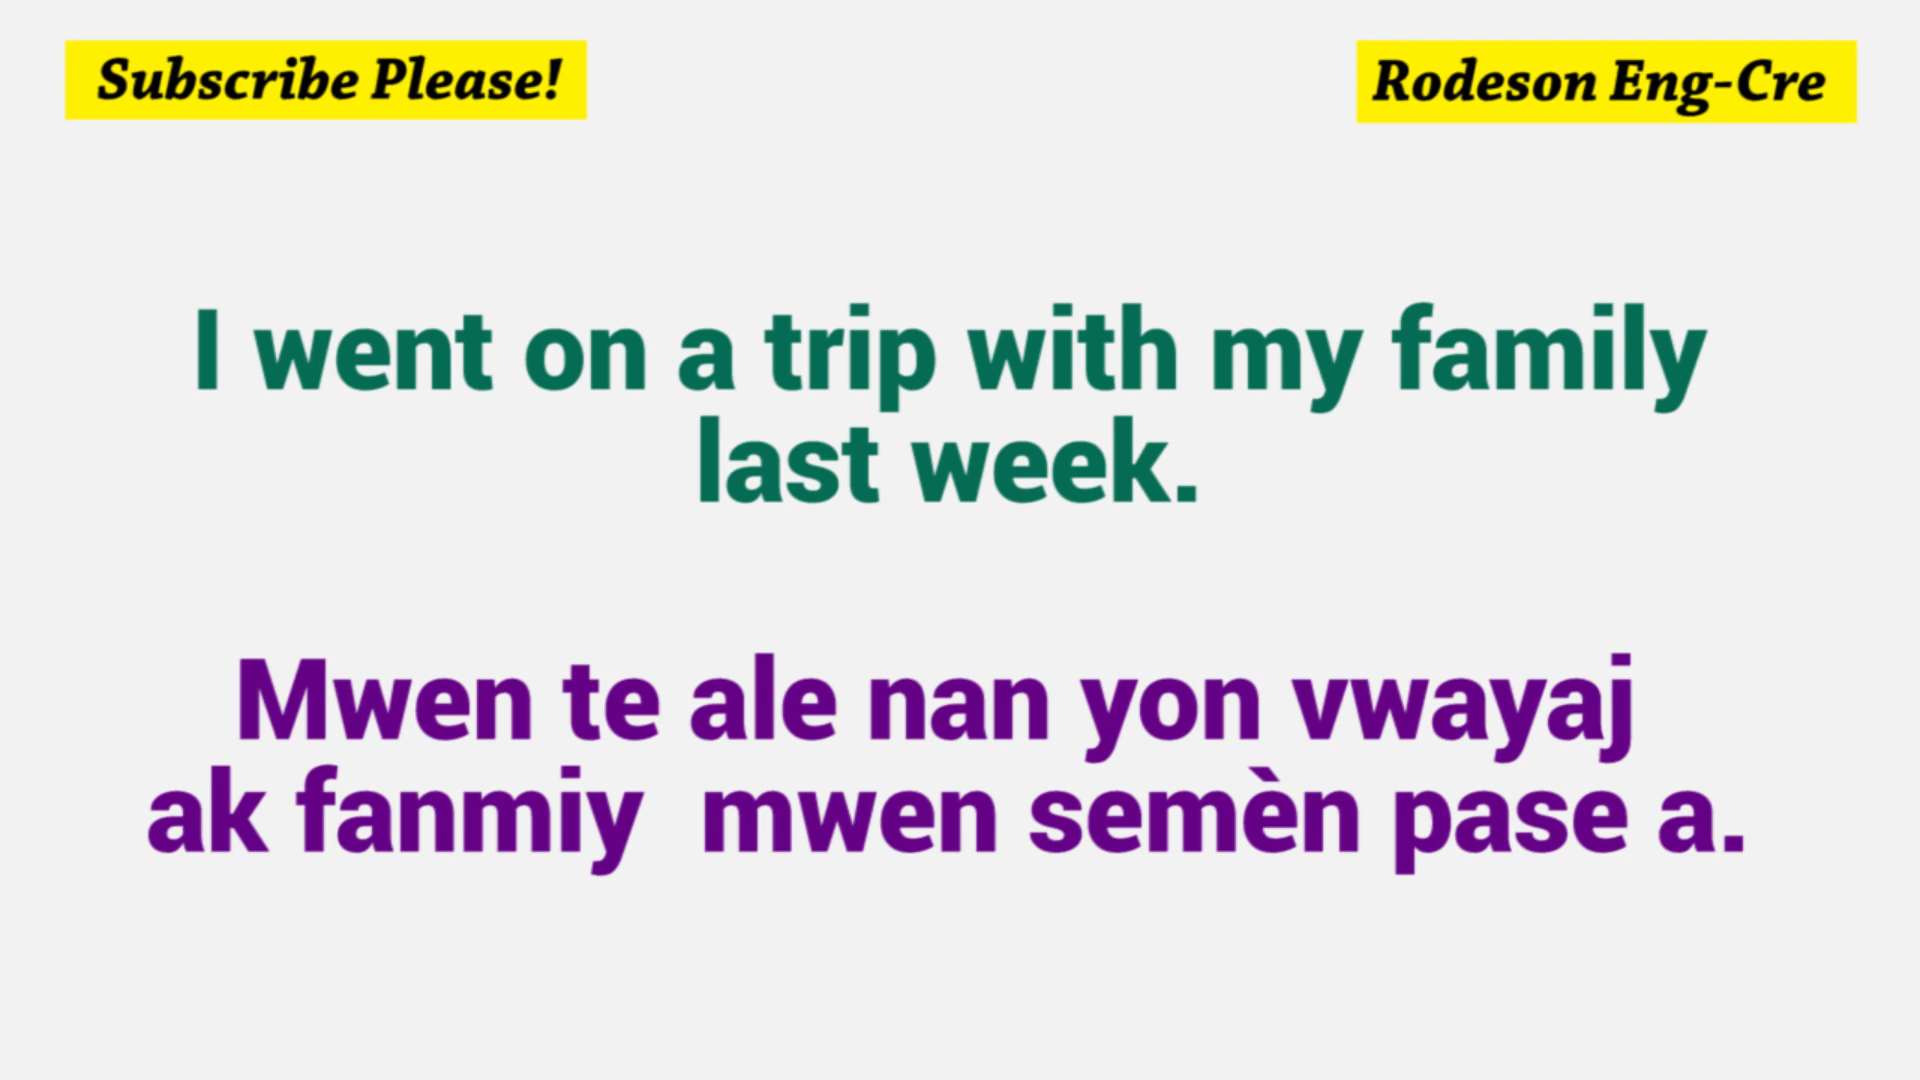 Subscribe Please!
Rodeson Eng-Cre
I went on a trip with my family
last week.
Mwen te ale nan yon vwayaj
ak fanmiy  mwen semèn pase a.